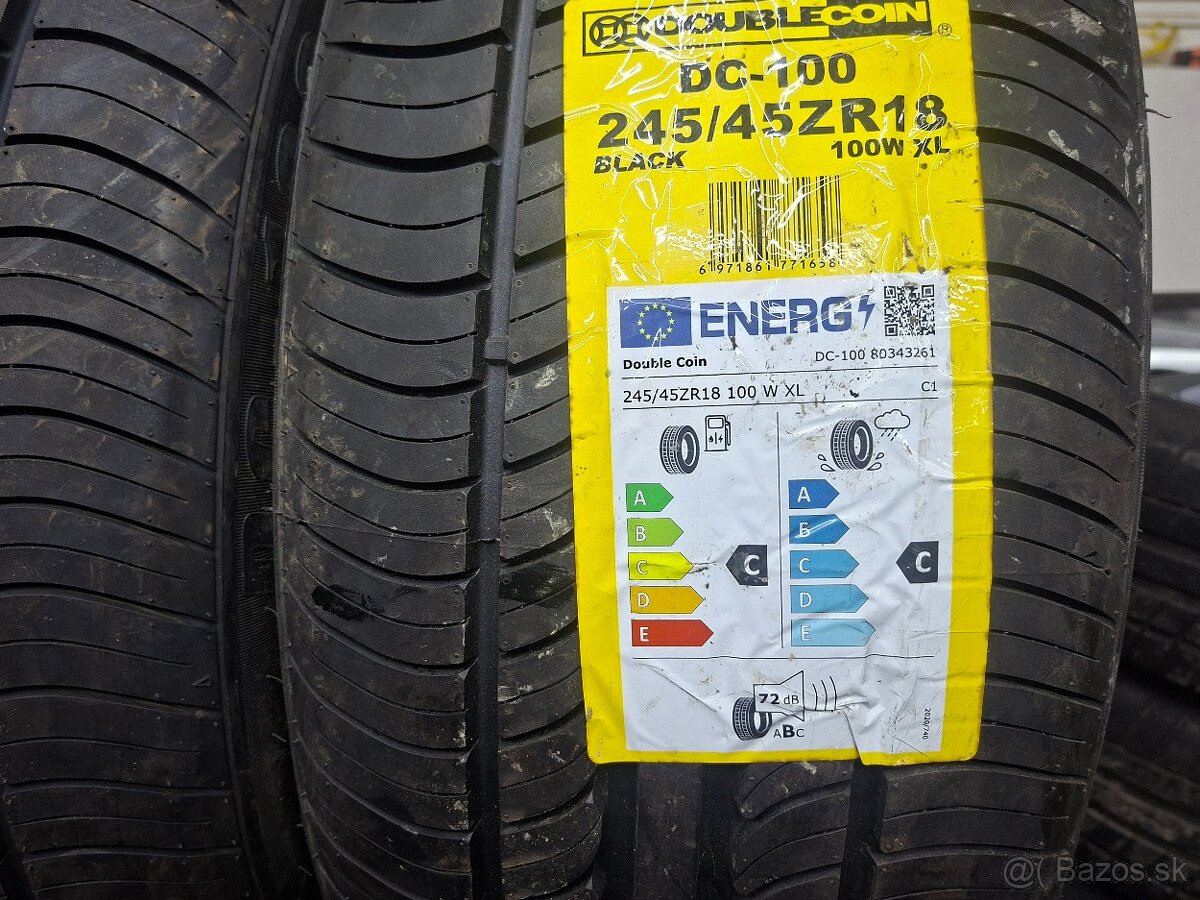 DOUBLECOIN ®
DC-100
245/45ZR18
BLACK 100W XL
ENERG
Double Coin DC-100 80343261
245/45ZR18 100 W XL C1
A A
B B
C C C C
D D
E E
72 dB
ABC
2020/740
@( Bazos.sk